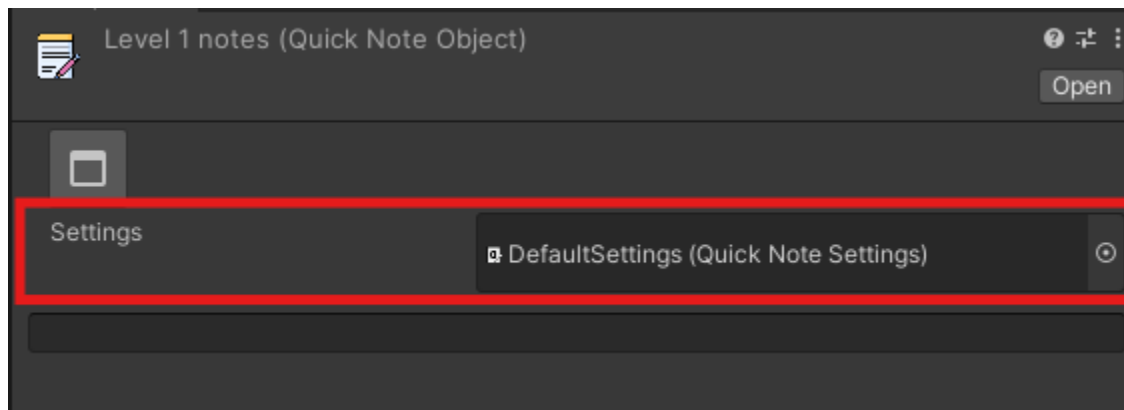 Level 1 notes (Quick Note Object)
Open
Settings
DefaultSettings (Quick Note Settings)